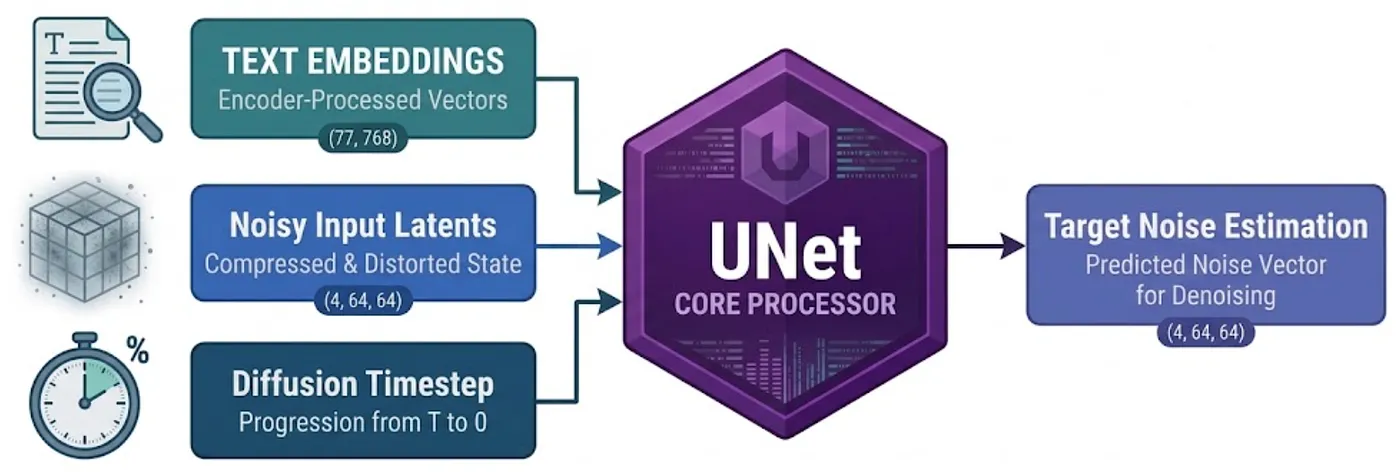 T
TEXT EMBEDDINGS
Encoder-Processed Vectors
(77, 768)
Noisy Input Latents
Compressed & Distorted State
(4, 64, 64)
%
Diffusion Timestep
Progression from T to 0
U
UNet
CORE PROCESSOR
Target Noise Estimation
Predicted Noise Vector
for Denoising
(4, 64, 64)